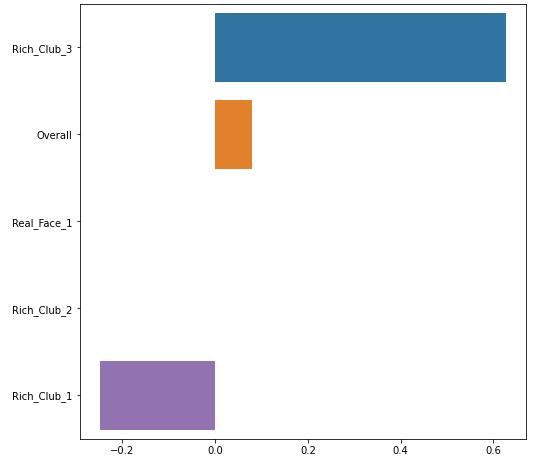 Rich_Club_3
Overall
Real_Face_1
Rich_Club_2
Rich_Club_1
−0.2 0.0 0.2 0.4 0.6